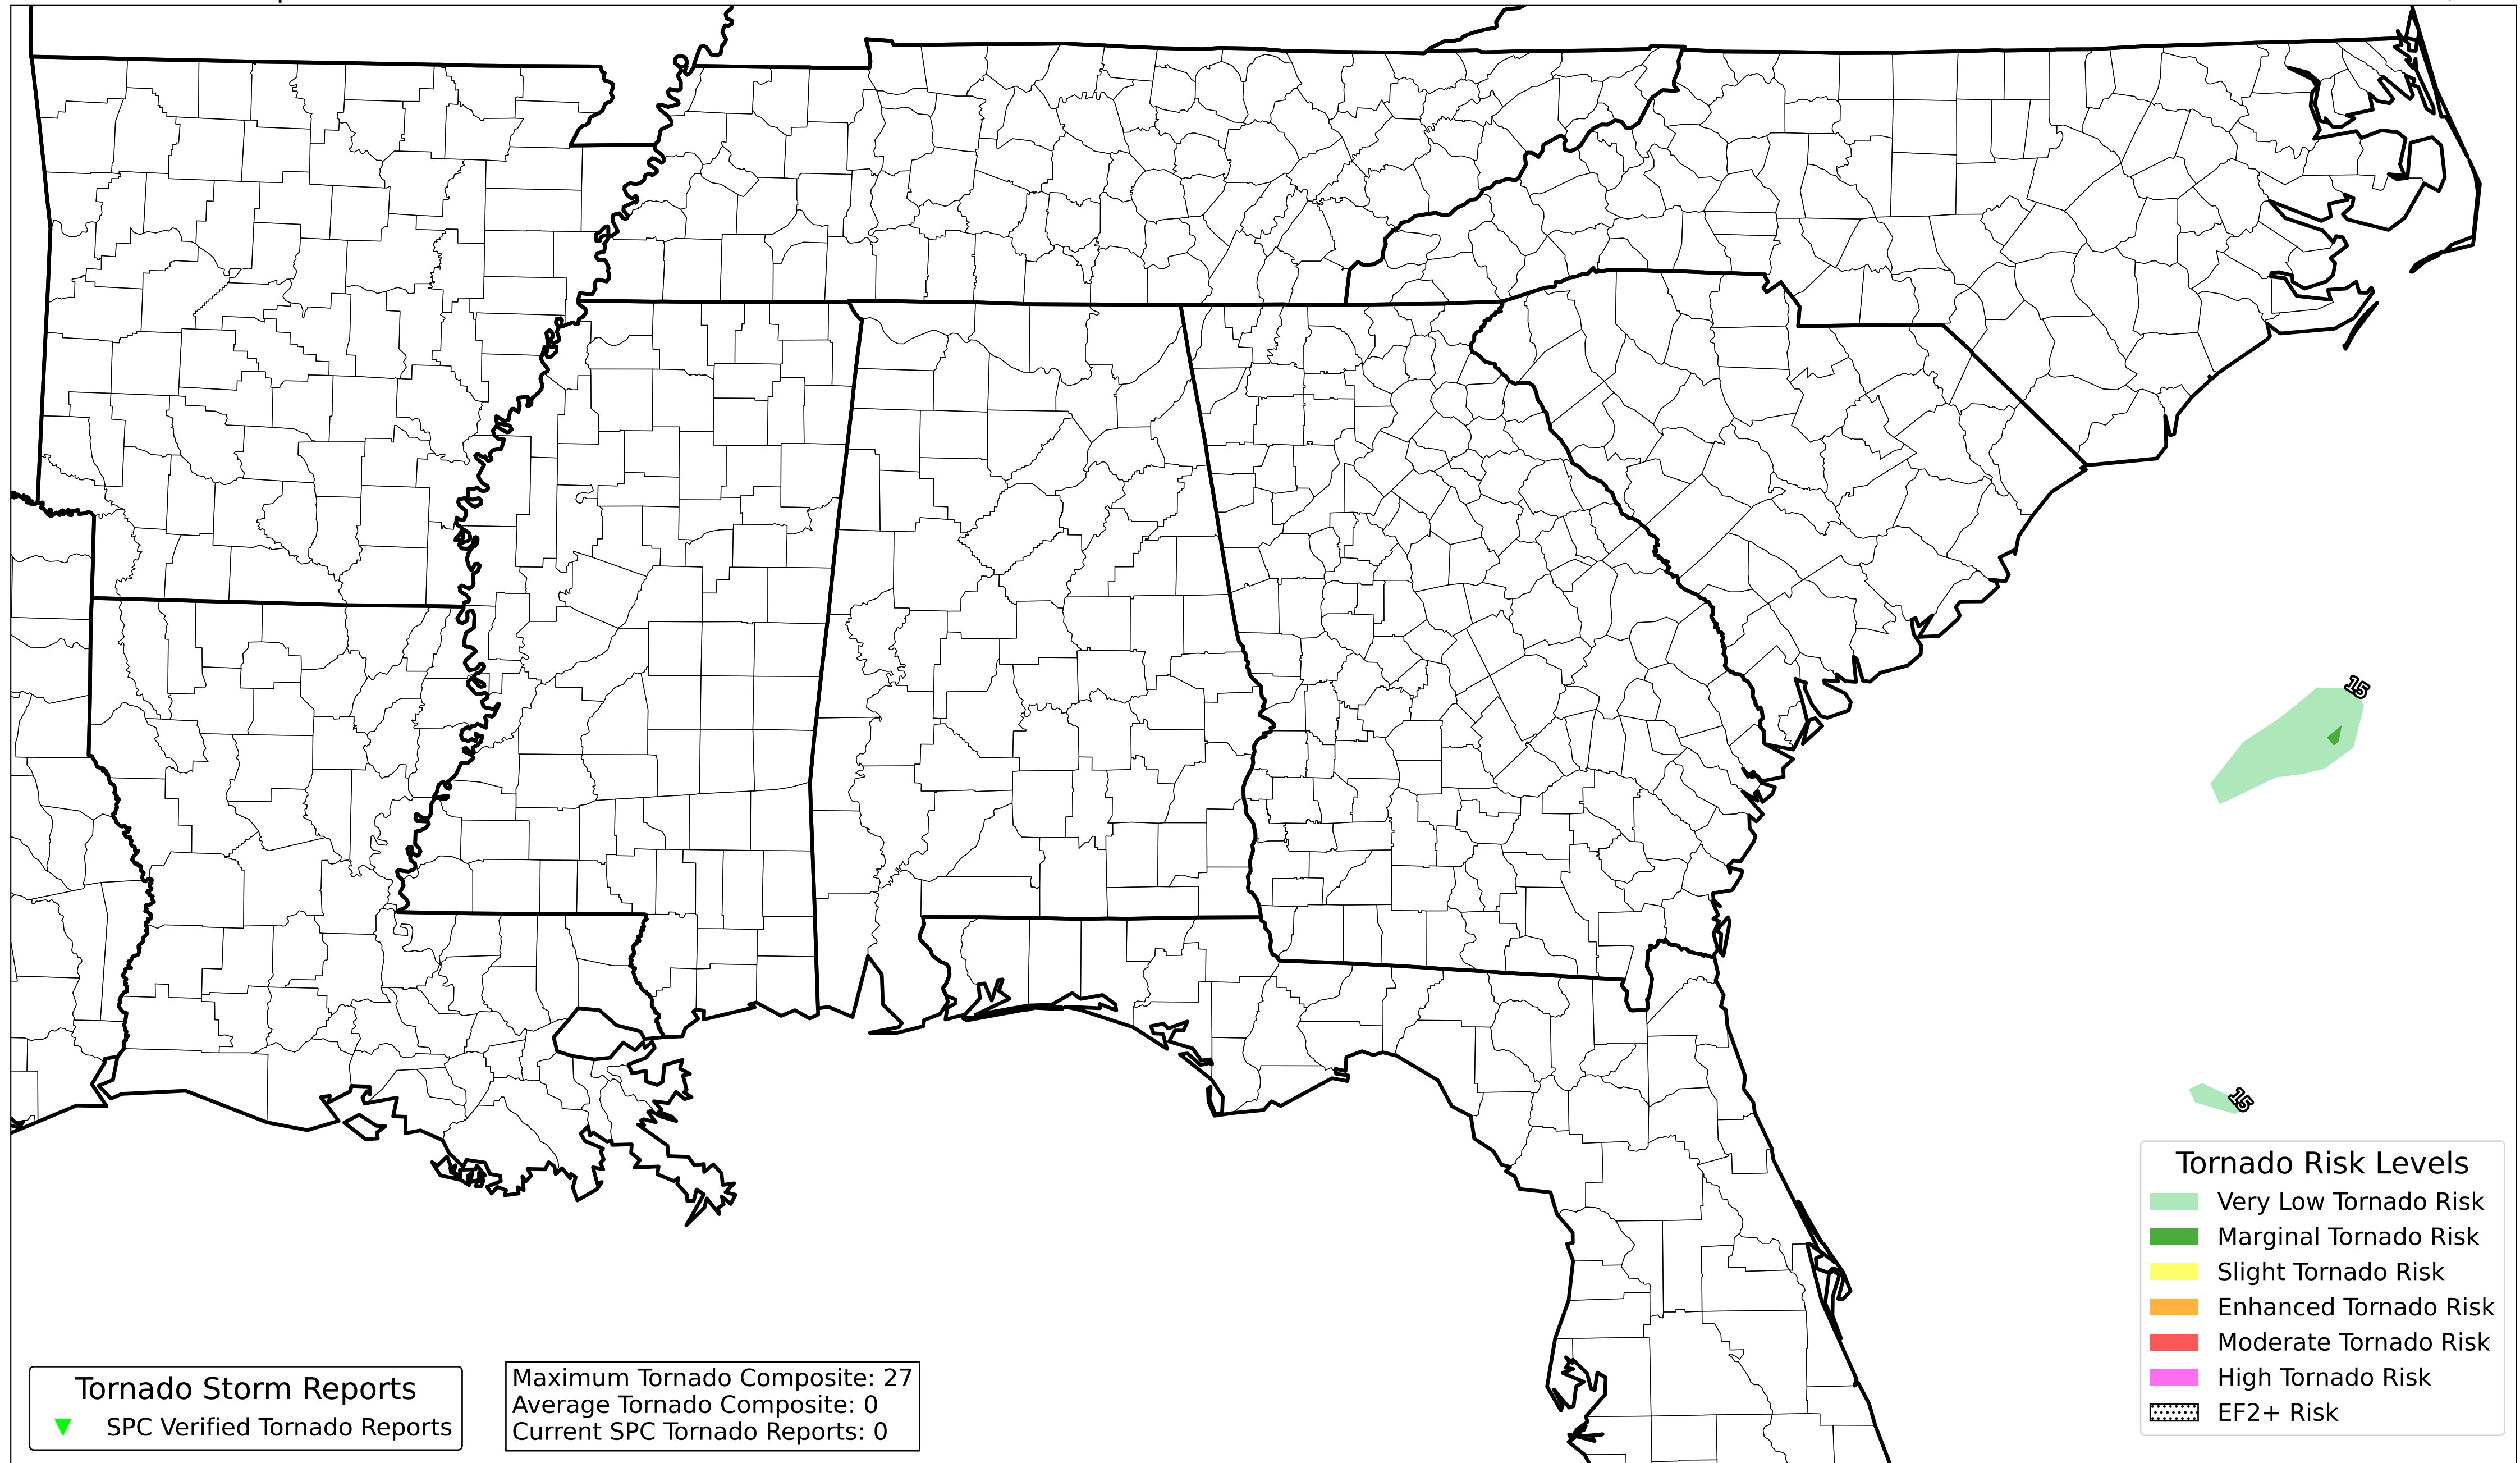 15
15
Tornado Risk Levels
Very Low Tornado Risk
Marginal Tornado Risk
Slight Tornado Risk
Enhanced Tornado Risk
Moderate Tornado Risk
High Tornado Risk
EF2+ Risk
Tornado Storm Reports
SPC Verified Tornado Reports
Maximum Tornado Composite: 27
Average Tornado Composite: 0
Current SPC Tornado Reports: 0